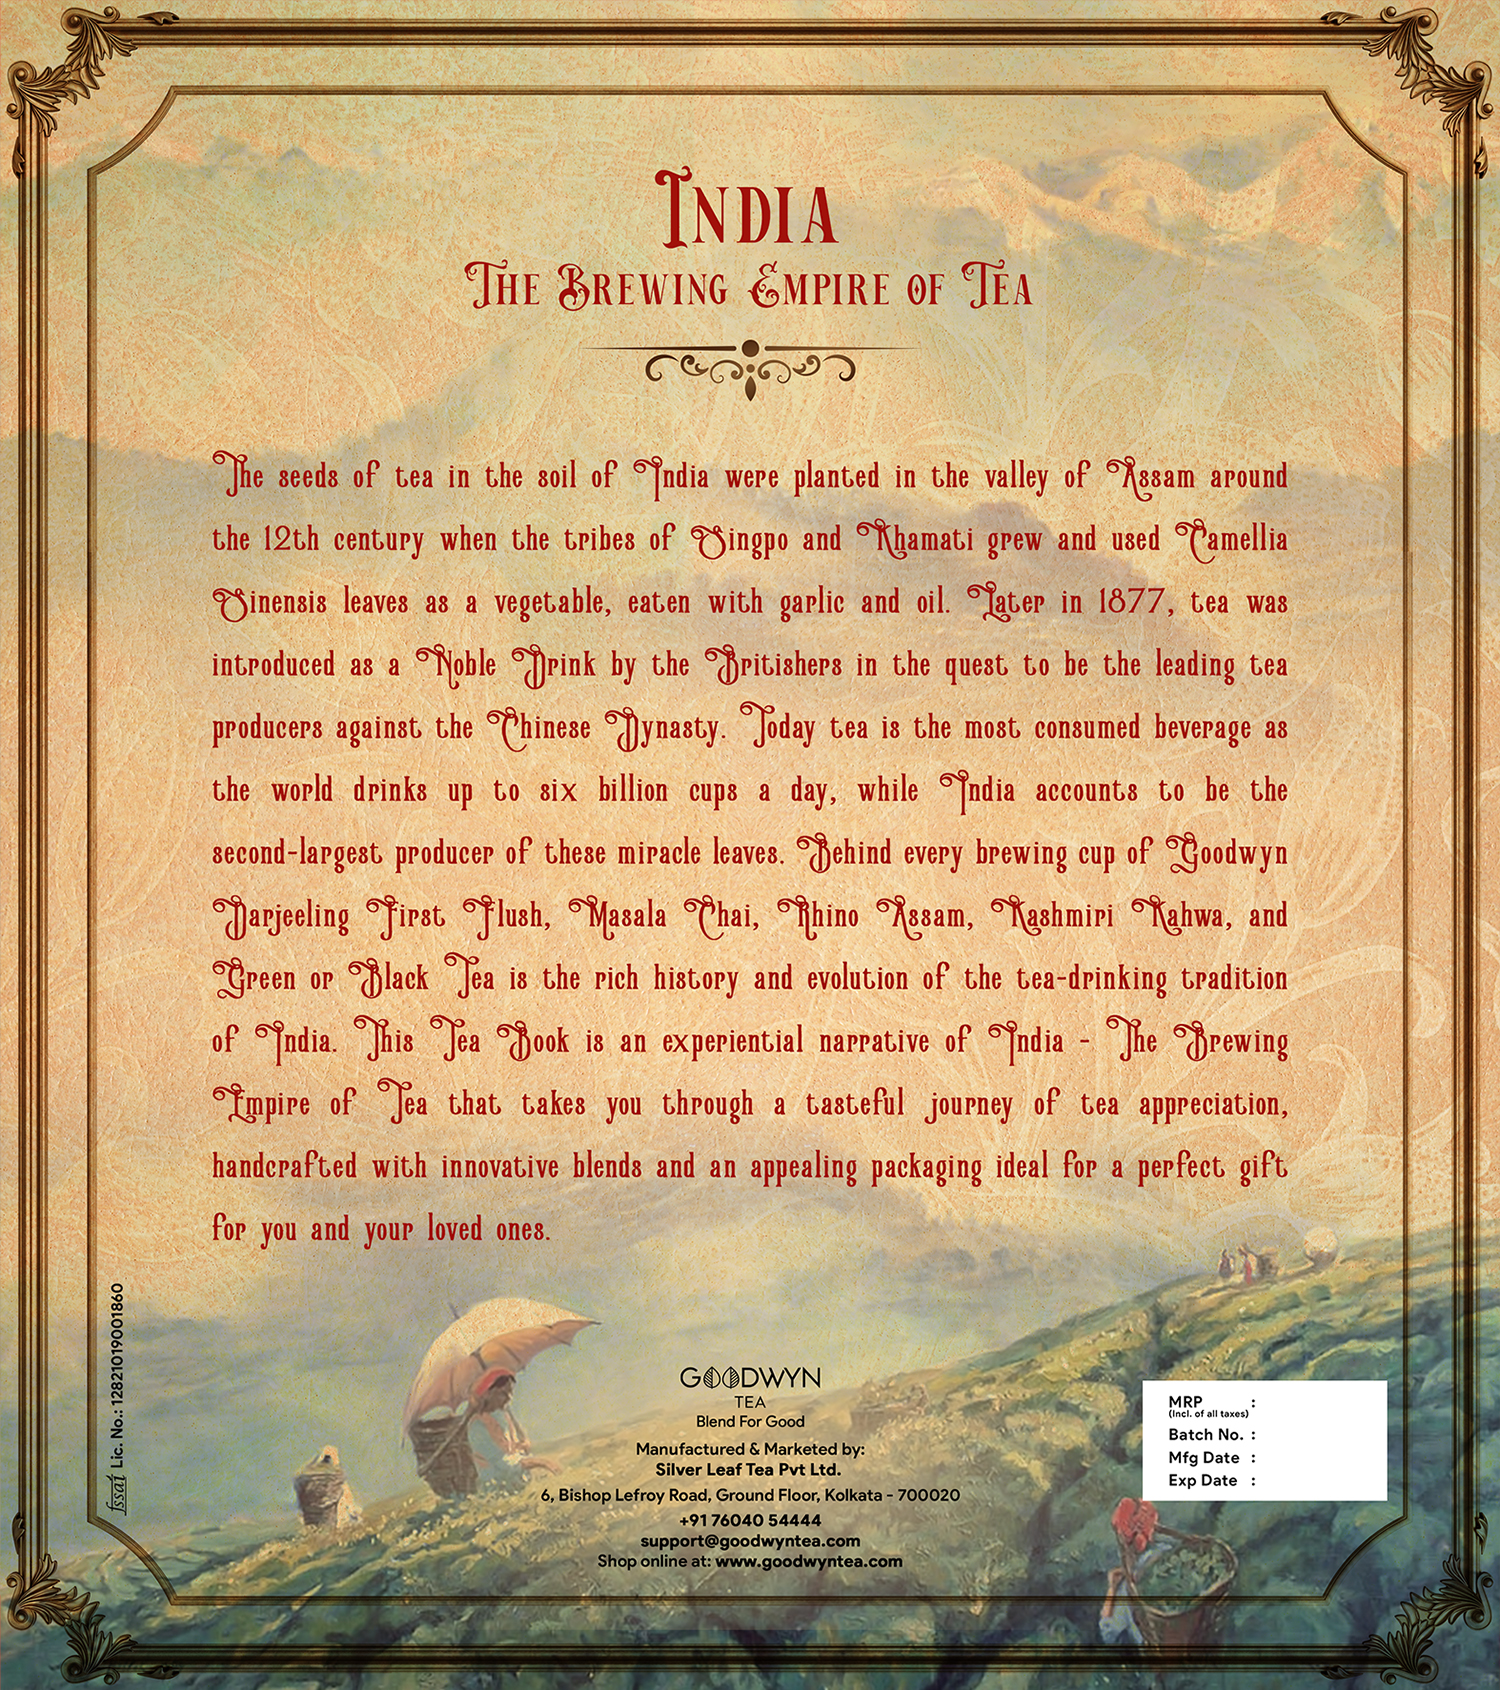 India
The Brewing Empire of Tea
The seeds of tea in the soil of India were planted in the valley of Assam around
the 12th century when the tribes of Singpo and Khamati grew and used Camellia
Sinensis leaves as a vegetable, eaten with garlic and oil. Later in 1877, tea was
introduced as a Noble Drink by the Britishers in the quest to be the leading tea
producers against the Chinese Dynasty. Today tea is the most consumed beverage as
the world drinks up to six billion cups a day, while India accounts to be the
second-largest producer of these miracle leaves. Behind every brewing cup of Goodwyn
Darjeeling First Flush, Masala Chai, Rhino Assam, Kashmiri Kahwa, and
Green or Black Tea is the rich history and evolution of the tea-drinking tradition
of India. This Tea Book is an experiential narrative of India - The Brewing
Empire of Tea that takes you through a tasteful journey of tea appreciation,
handcrafted with innovative blends and an appealing packaging ideal for a perfect gift
for you and your loved ones.
fssai Lic. No.: 12821019001860
GOODWYN
TEA
Blend For Good
Manufactured & Marketed by:
Silver Leaf Tea Pvt Ltd.
6, Bishop Lefroy Road, Ground Floor, Kolkata - 700020
+91 76040 54444
support@goodwyntea.com
Shop online at: www.goodwyntea.com
MRP :
(Incl. of all taxes)
Batch No. :
Mfg Date :
Exp Date :